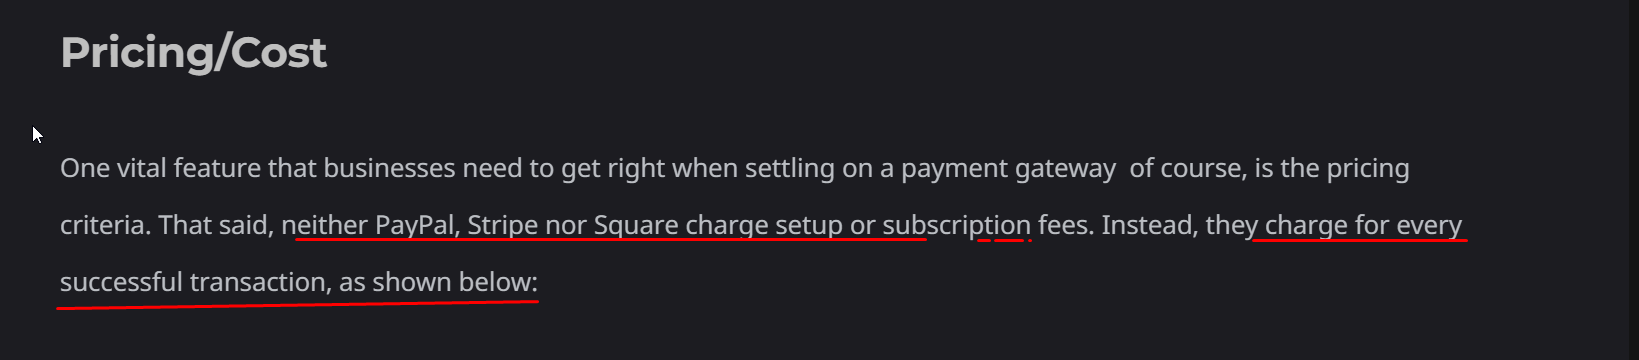 Pricing/Cost
One vital feature that businesses need to get right when settling on a payment gateway  of course, is the pricing
criteria. That said, neither PayPal, Stripe nor Square charge setup or subscription fees. Instead, they charge for every
successful transaction, as shown below: